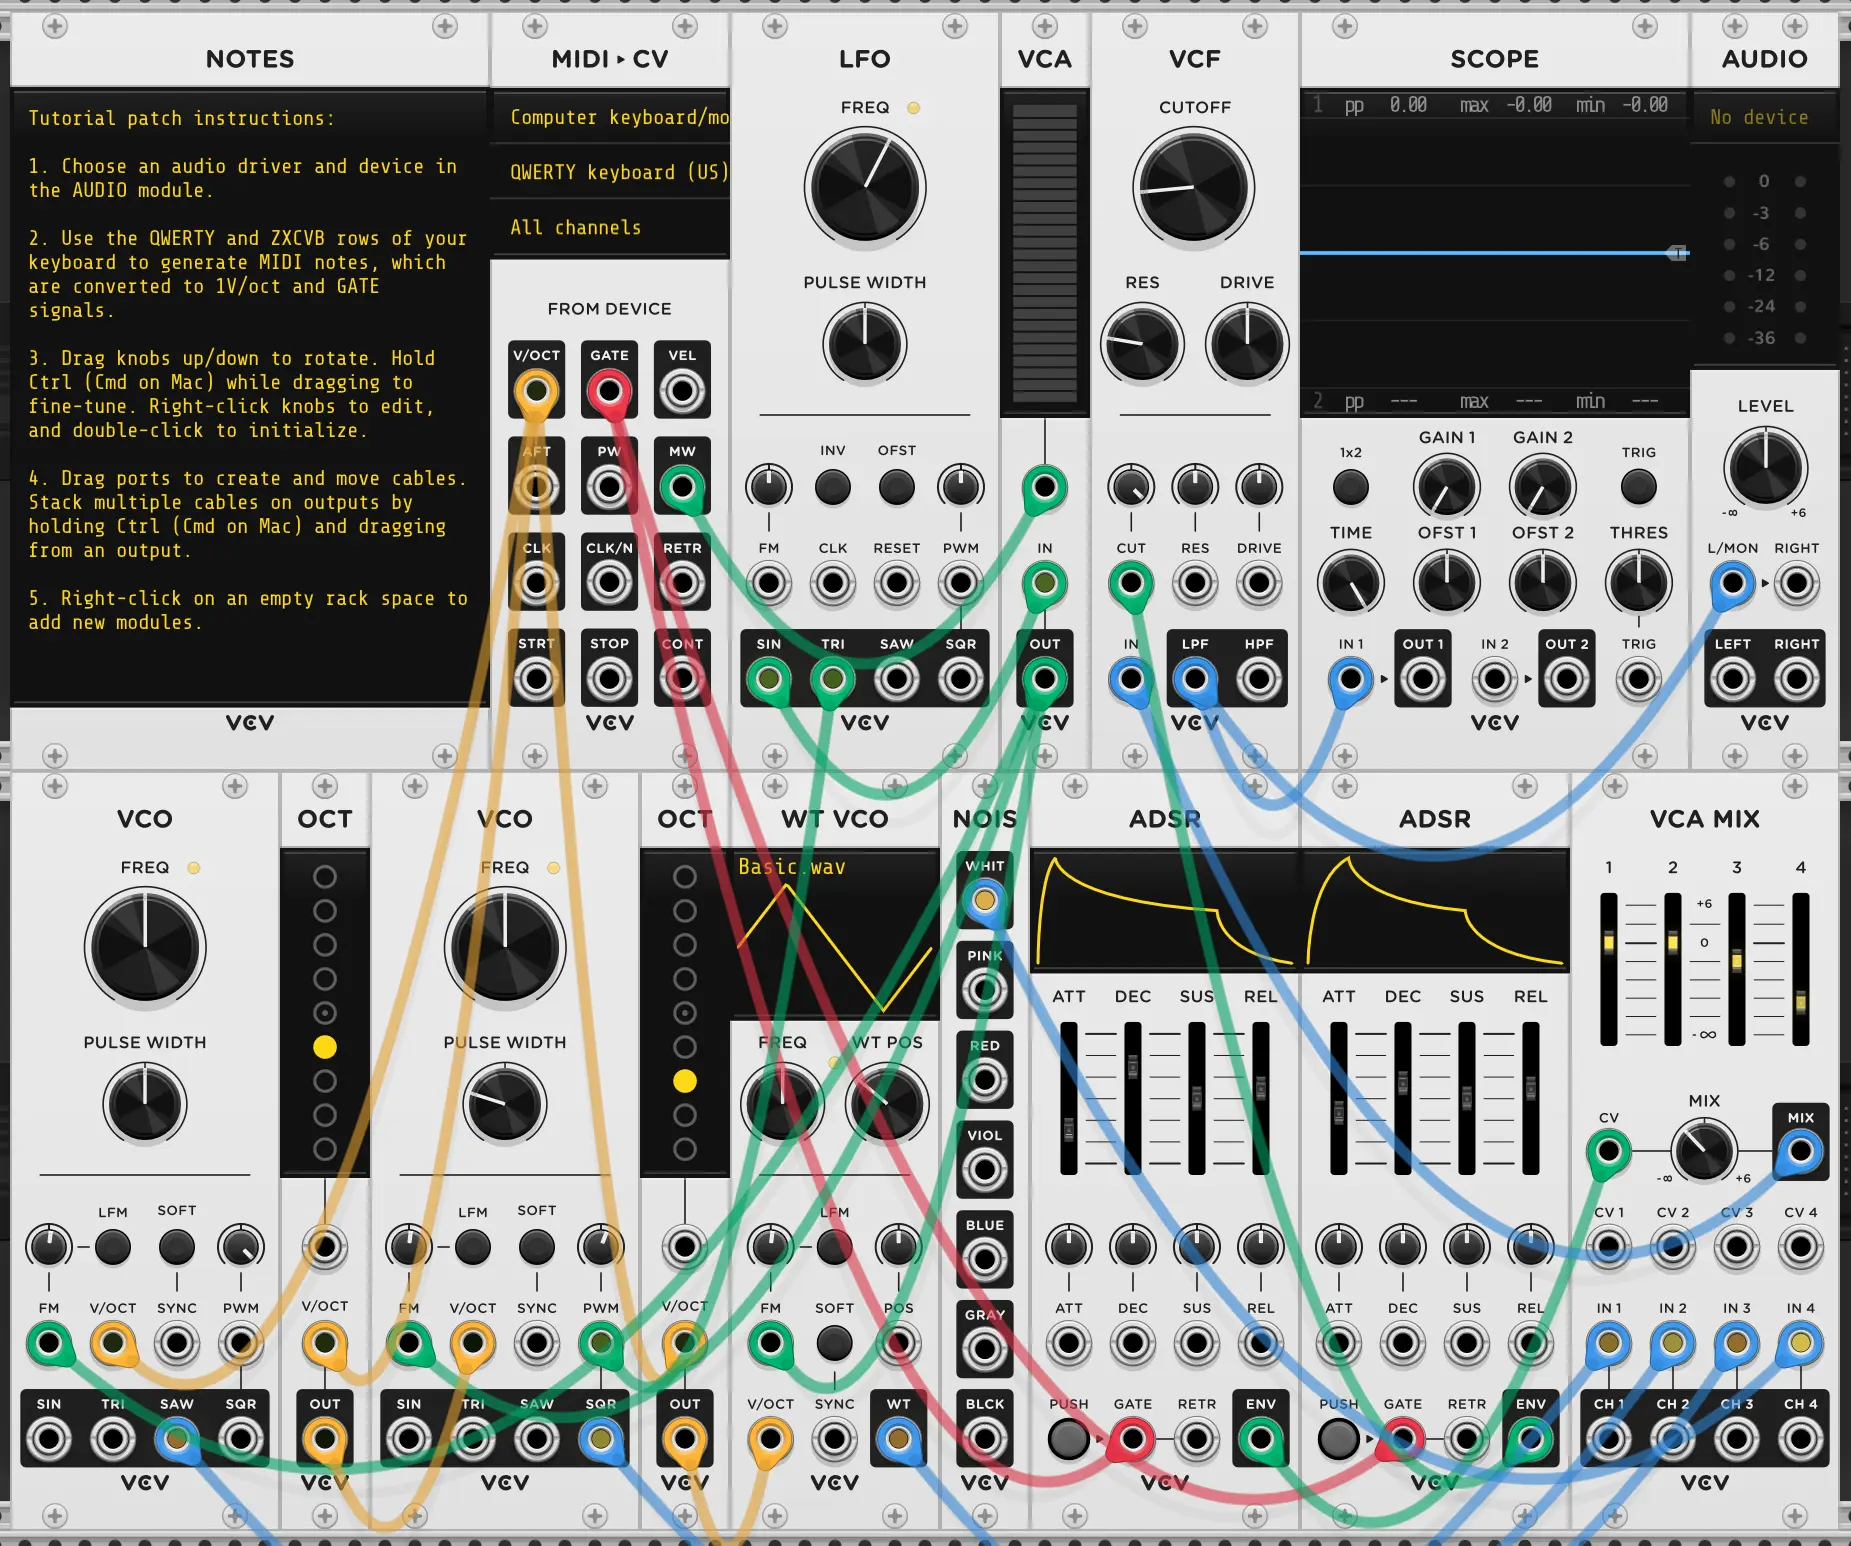 NOTES
Tutorial patch instructions:
1. Choose an audio driver and device in
the AUDIO module.
2. Use the QWERTY and ZXCVB rows of your
keyboard to generate MIDI notes, which
are converted to 1V/oct and GATE
signals.
3. Drag knobs up/down to rotate. Hold
Ctrl (Cmd on Mac) while dragging to
fine-tune. Right-click knobs to edit,
and double-click to initialize.
4. Drag ports to create and move cables.
Stack multiple cables on outputs by
holding Ctrl (Cmd on Mac) and dragging
from an output.
5. Right-click on an empty rack space to
add new modules.
VCV
MIDI ▸ CV
Computer keyboard/mo
QWERTY keyboard (US)
All channels
FROM DEVICE
V/OCT GATE VEL
AFT PW MW
CLK CLK/N RETR
STRT STOP CONT
VCV
LFO
FREQ
PULSE WIDTH
INV OFST
FM CLK RESET PWM
SIN TRI SAW SQR
VCV
VCA
IN
OUT
VCV
VCF
CUTOFF
RES DRIVE
CUT RES DRIVE
IN LPF HPF
VCV
SCOPE
1 pp 0.00 max -0.00 min -0.00
2 pp --- max --- min ---
1x2 GAIN 1 GAIN 2 TRIG
TIME OFST 1 OFST 2 THRES
IN 1 OUT 1 IN 2 OUT 2 TRIG
VCV
AUDIO
No device
0
-3
-6
-12
-24
-36
LEVEL
-∞ +6
L/MON RIGHT
LEFT RIGHT
VCV
VCO
FREQ
PULSE WIDTH
LFM SOFT
FM V/OCT SYNC PWM
SIN TRI SAW SQR
VCV
OCT
V/OCT
OUT
VCV
VCO
FREQ
PULSE WIDTH
LFM SOFT
FM V/OCT SYNC PWM
SIN TRI SAW SQR
VCV
OCT
V/OCT
OUT
VCV
WT VCO
Basic.wav
FREQ WT POS
LFM
FM SOFT POS
V/OCT SYNC WT
VCV
NOIS
WHIT
PINK
RED
VIOL
BLUE
GRAY
BLCK
VCV
ADSR
ATT DEC SUS REL
ATT DEC SUS REL
PUSH GATE RETR ENV
VCV
ADSR
ATT DEC SUS REL
ATT DEC SUS REL
PUSH GATE RETR ENV
VCV
VCA MIX
1 2 3 4
+6
0
-∞
MIX
CV MIX
-∞ +6
CV 1 CV 2 CV 3 CV 4
IN 1 IN 2 IN 3 IN 4
CH 1 CH 2 CH 3 CH 4
VCV